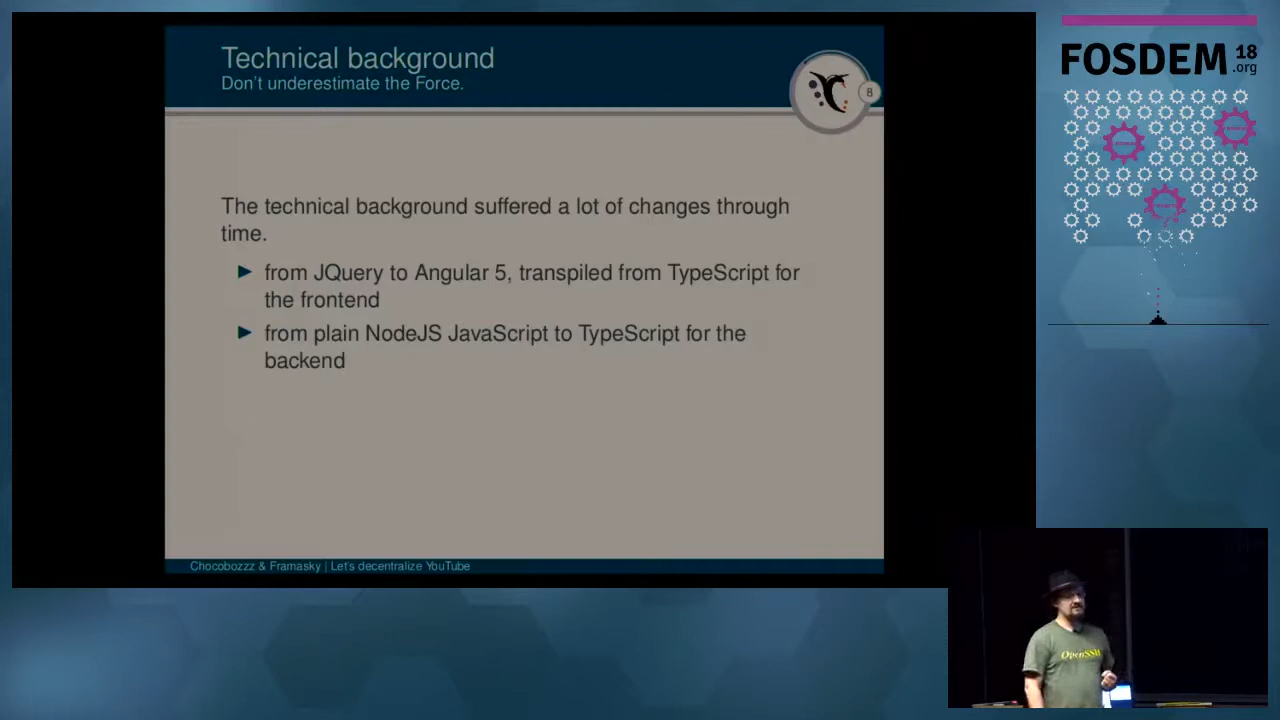 Technical background
Don't underestimate the Force.
8
The technical background suffered a lot of changes through
time.
from JQuery to Angular 5, transpiled from TypeScript for
the frontend
from plain NodeJS JavaScript to TypeScript for the
backend
Chocobozzz & Framasky | Let's decentralize YouTube
FOSDEM 18
.org
OpenSSH